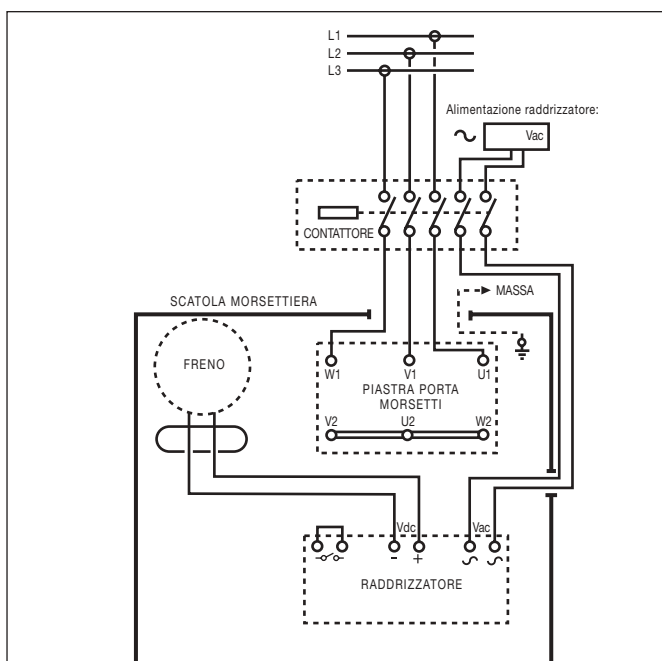 L1
L2
L3
Alimentazione raddrizzatore:
Vac
CONTATTORE
MASSA
SCATOLA MORSETTIERA
FRENO
W1 V1 U1
PIASTRA PORTA
MORSETTI
V2 U2 W2
Vdc Vac
- +
RADDRIZZATORE